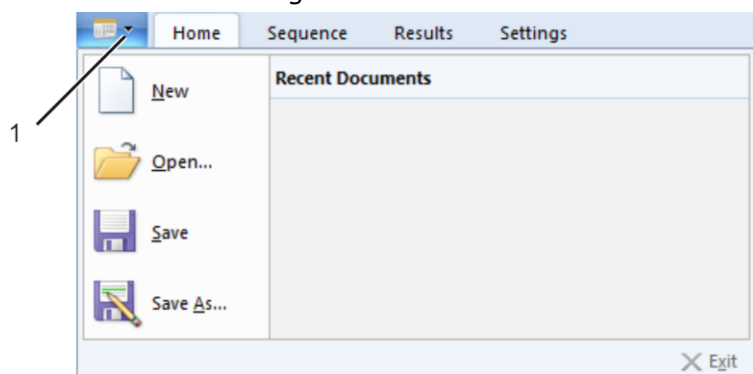 Home Sequence Results Settings
New
Recent Documents
1
Open...
Save
Save As...
Exit